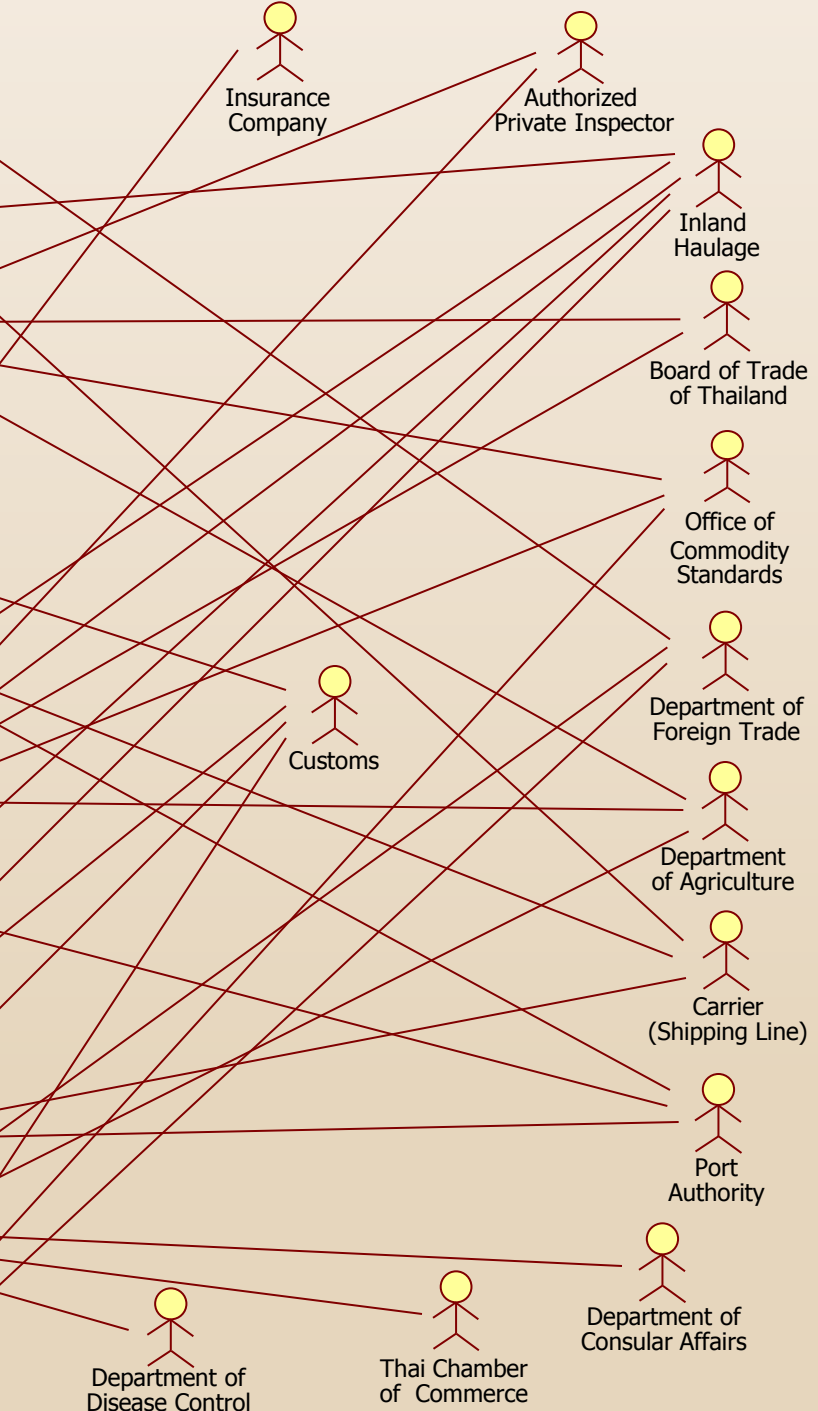 Insurance
Company
Authorized
Private Inspector
Inland
Haulage
Board of Trade
of Thailand
Office of
Commodity
Standards
Department of
Foreign Trade
Customs
Department
of Agriculture
Carrier
(Shipping Line)
Port
Authority
Department of
Consular Affairs
Thai Chamber
of Commerce
Department of
Disease Control